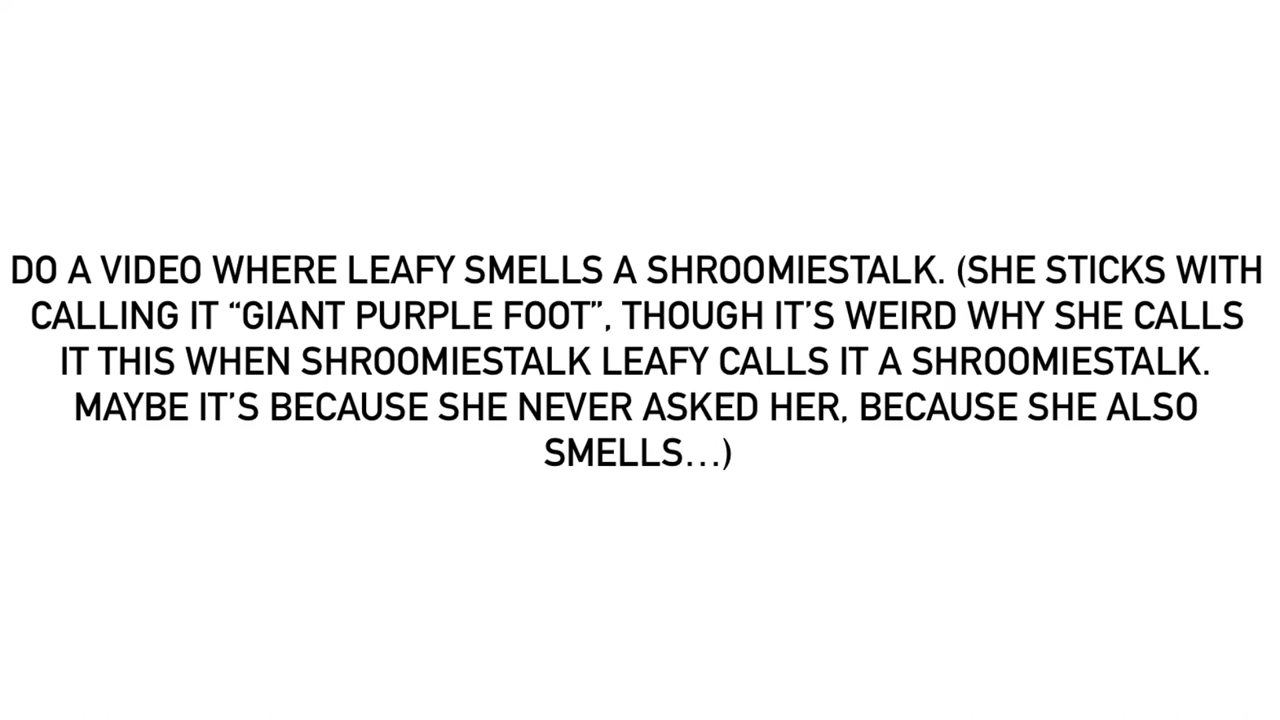 DO A VIDEO WHERE LEAFY SMELLS A SHROOMIESTALK. (SHE STICKS WITH
CALLING IT “GIANT PURPLE FOOT”, THOUGH IT’S WEIRD WHY SHE CALLS
IT THIS WHEN SHROOMIESTALK LEAFY CALLS IT A SHROOMIESTALK.
MAYBE IT’S BECAUSE SHE NEVER ASKED HER, BECAUSE SHE ALSO
SMELLS…)